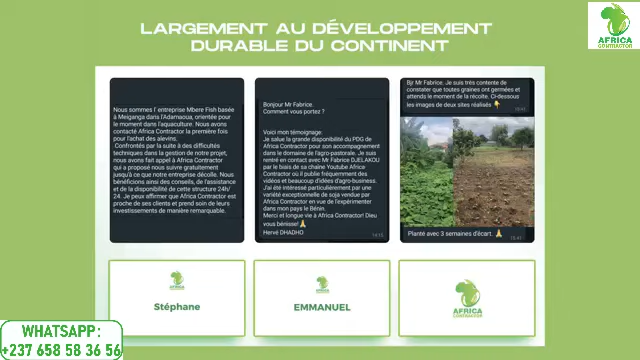 LARGEMENT AU DÉVELOPPEMENT
DURABLE DU CONTINENT
AFRICA
CONTRACTOR
Nous sommes l' entreprise Mbere Fish basée
à Meiganga dans l'Adamaoua, orientée pour
le moment dans l'aquaculture. Nous avons
contacté Africa Contractor la première fois
pour l'achat des alevins.
Confrontés par la suite à des difficultés
techniques dans la gestion de notre projet,
nous avons fait appel à Africa Contractor
qui a proposé nous suivre gratuitement
jusqu'à ce que notre entreprise décolle. Nous
bénéficions ainsi des conseils, de l'assistance
et de la disponibilité de cette structure 24h/
24. Je peux affirmer que Africa Contractor est
proche de ses clients et prend soin de leurs
investissements de manière remarquable.
Bonjour Mr Fabrice.
Comment vous portez ?
Voici mon témoignage:
Je salue la grande disponibilité du PDG de
Africa Contractor pour son accompagnement
dans le domaine de l'agro-pastorale. Je suis
rentré en contact avec Mr Fabrice DJELAKOU
par le biais de sa chaîne Youtube Africa
Contractor où il publie fréquemment des
vidéos et beaucoup d'idées d'agro-business.
J'ai été intéressé particulièrement par une
variété exceptionnelle de soja vendue par
Africa Contractor en vue de l'expérimenter
dans mon pays le Bénin.
Merci et longue vie à Africa Contractor! Dieu
vous bénisse!🙏
Hervé DHADHO
Bjr Mr Fabrice. Je suis très contente de
constater que toutes graines ont germées et
attends le moment de la récolte. Ci-dessous
les images de deux sites réalisés 👇
Planté avec 3 semaines d'écart. 🙏
Stéphane
EMMANUEL
AFRICA
CONTRACTOR
WHATSAPP:
+237 658 58 36 56